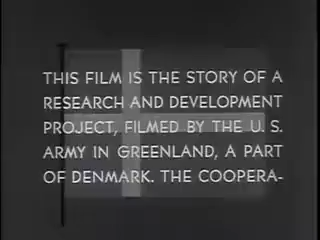 THIS FILM IS THE STORY OF A
RESEARCH AND DEVELOPMENT
PROJECT, FILMED BY THE U. S.
ARMY IN GREENLAND, A PART
OF DENMARK. THE COOPERA-